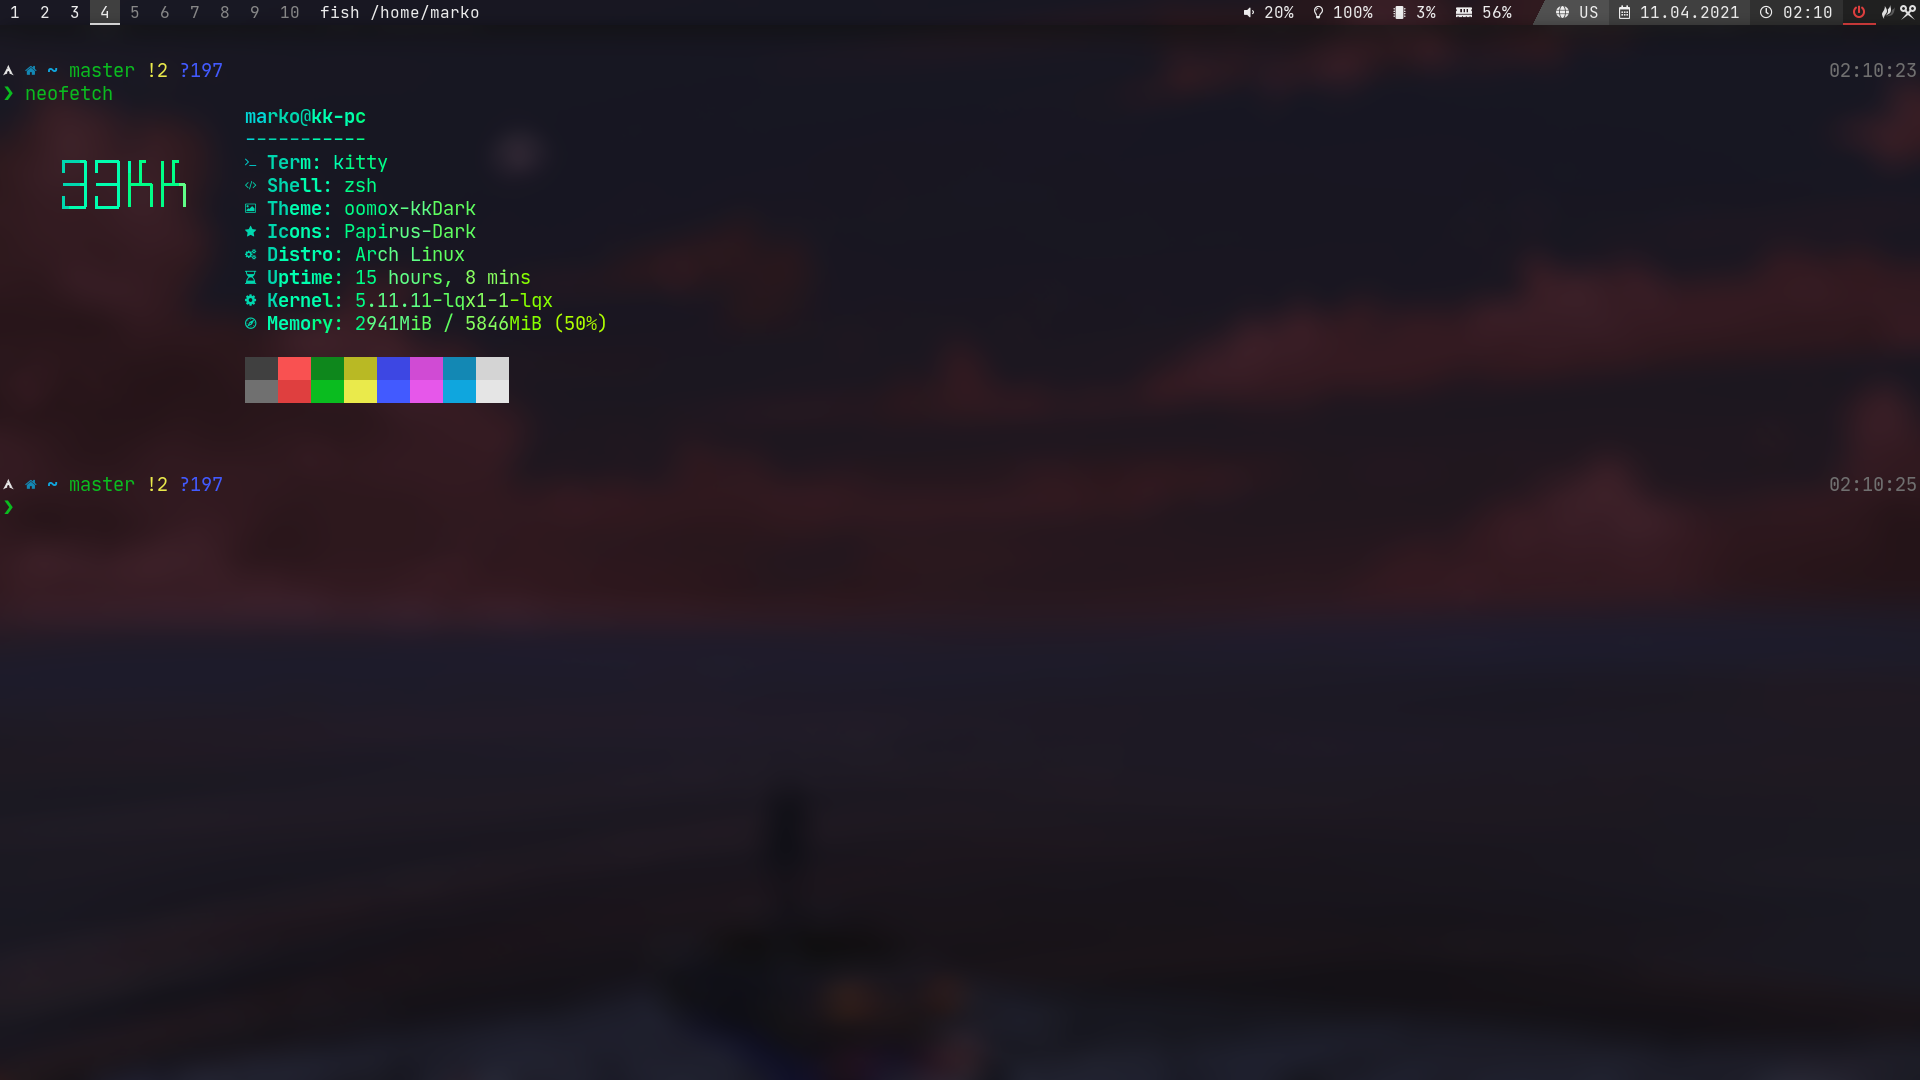 1 2 3 4 5 6 7 8 9 10 fish /home/marko 20% 100% 3% 56% US 11.04.2021 02:10
~ master !2 ?197 02:10:23
❯ neofetch
marko@kk-pc
-----------
33KK
Term: kitty
Shell: zsh
Theme: oomox-kkDark
Icons: Papirus-Dark
Distro: Arch Linux
Uptime: 15 hours, 8 mins
Kernel: 5.11.11-lqx1-1-lqx
Memory: 2941MiB / 5846MiB (50%)
~ master !2 ?197 02:10:25
❯